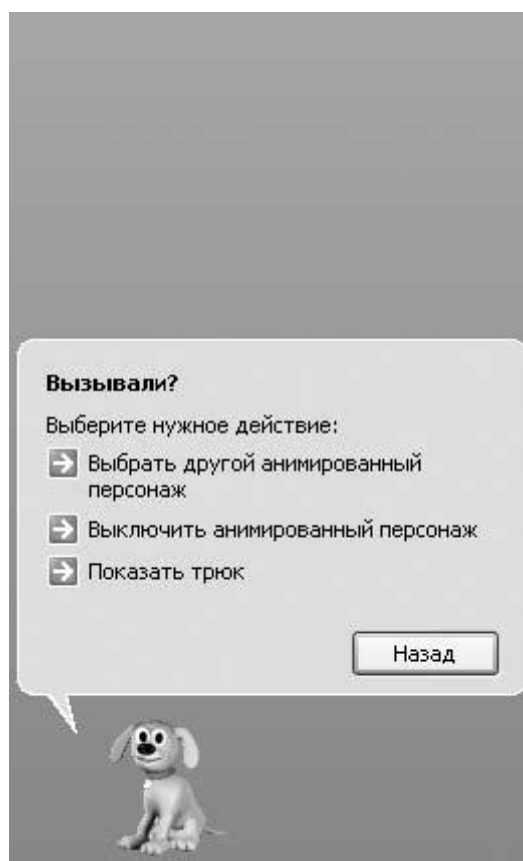 Вызывали?
Выберите нужное действие:
Выбрать другой анимированный
персонаж
Выключить анимированный персонаж
Показать трюк
Назад